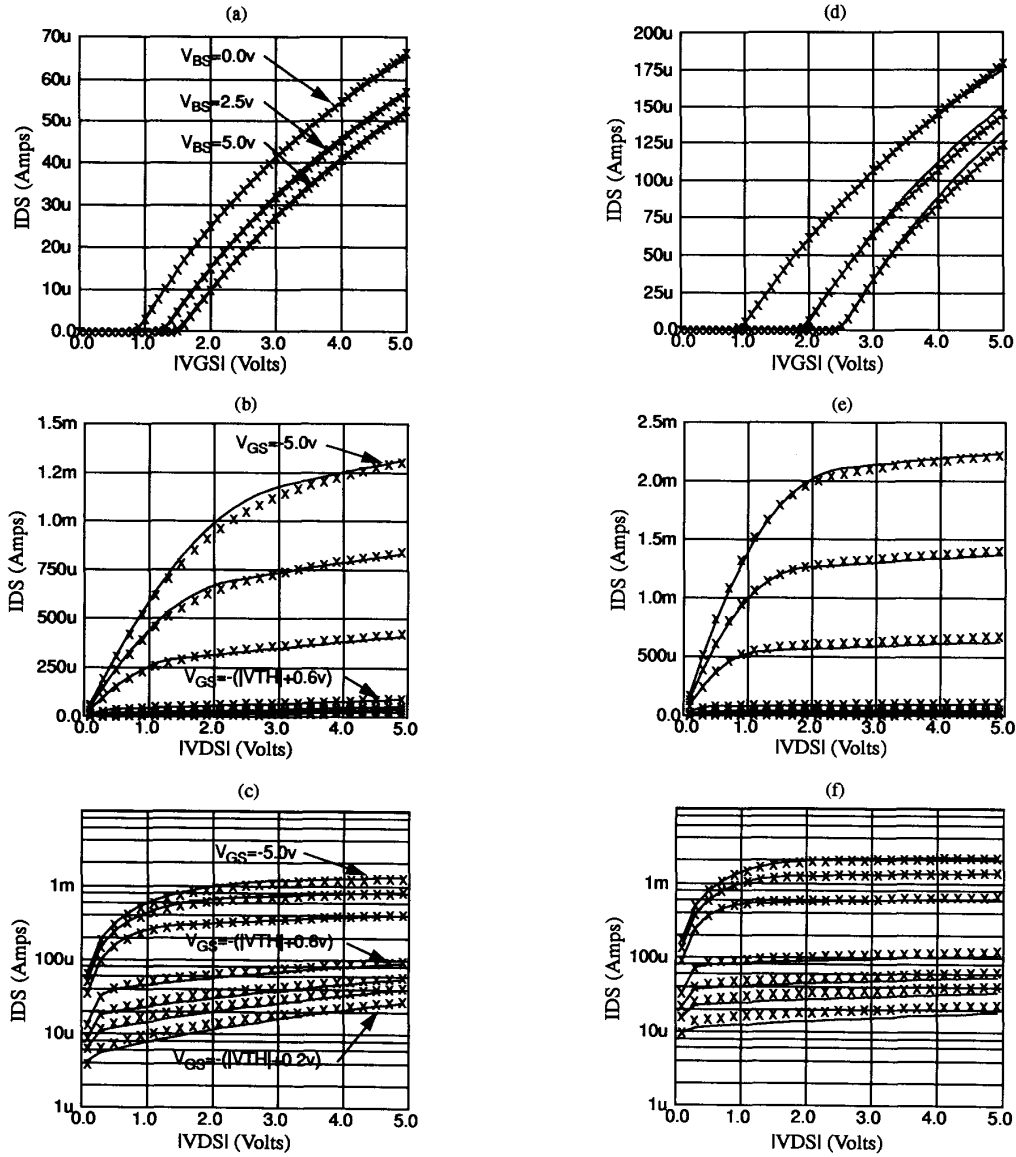 (a)
70u
60u
50u
40u
30u
20u
10u
0.0
V_BS=0.0v
V_BS=2.5v
V_BS=5.0v
IDS (Amps)
0.0 1.0 2.0 3.0 4.0 5.0
|VGS| (Volts)
(d)
200u
175u
150u
125u
100u
75u
50u
25u
0.0
IDS (Amps)
0.0 1.0 2.0 3.0 4.0 5.0
|VGS| (Volts)
(b)
1.5m
1.2m
1.0m
750u
500u
250u
0.0
V_GS=-5.0v
V_GS=-(|VTH|+0.6v)
IDS (Amps)
0.0 1.0 2.0 3.0 4.0 5.0
|VDS| (Volts)
(e)
2.5m
2.0m
1.5m
1.0m
500u
0.0
IDS (Amps)
0.0 1.0 2.0 3.0 4.0 5.0
|VDS| (Volts)
(c)
1m
100u
10u
1u
V_GS=-5.0v
V_GS=-(|VTH|+0.6v)
V_GS=-(|VTH|+0.2v)
IDS (Amps)
0.0 1.0 2.0 3.0 4.0 5.0
|VDS| (Volts)
(f)
1m
100u
10u
1u
IDS (Amps)
0.0 1.0 2.0 3.0 4.0 5.0
|VDS| (Volts)